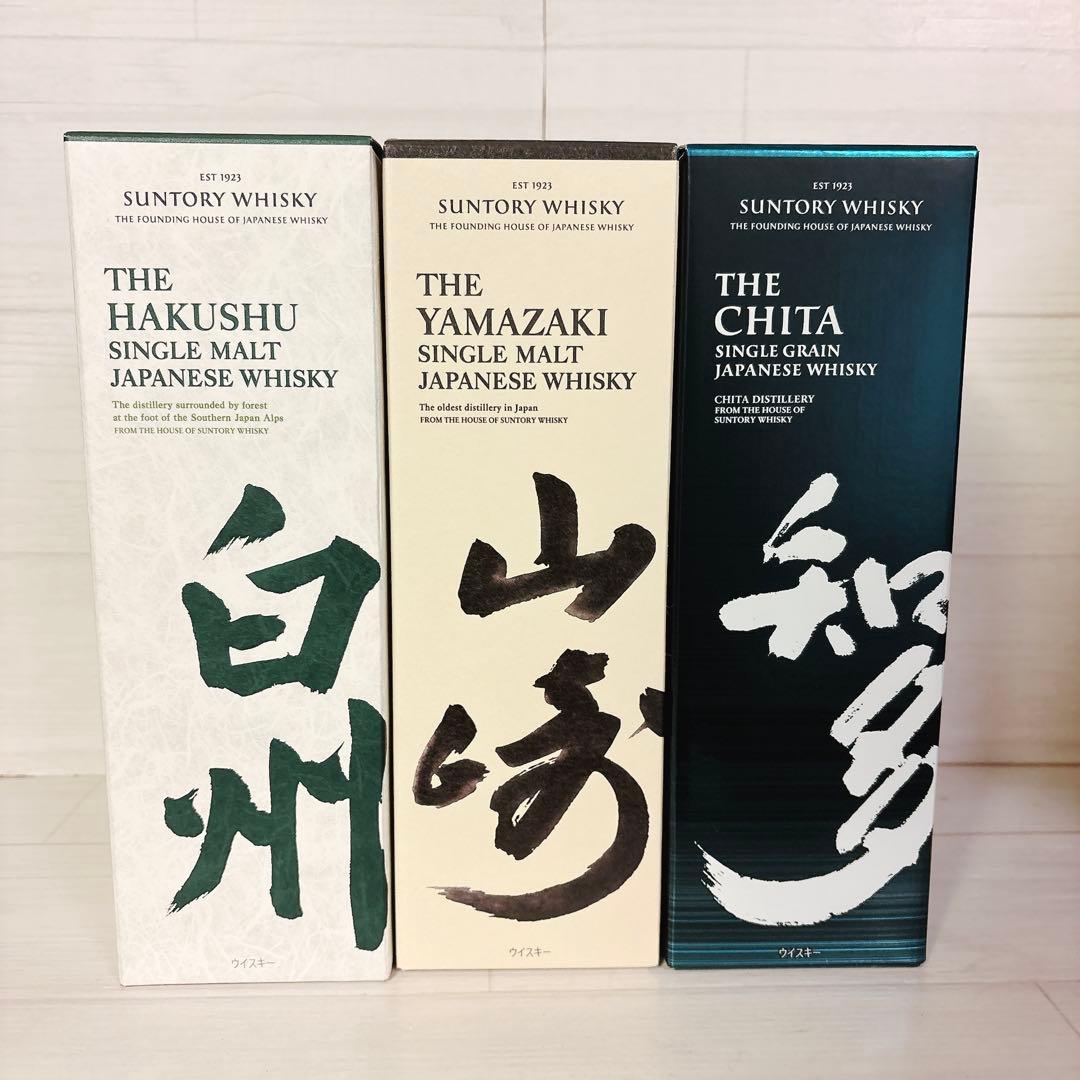 EST 1923
SUNTORY WHISKY
THE FOUNDING HOUSE OF JAPANESE WHISKY
THE
HAKUSHU
SINGLE MALT
JAPANESE WHISKY
The distillery surrounded by forest
at the foot of the Southern Japan Alps
FROM THE HOUSE OF SUNTORY WHISKY
白
州
ウイスキー
EST 1923
SUNTORY WHISKY
THE FOUNDING HOUSE OF JAPANESE WHISKY
THE
YAMAZAKI
SINGLE MALT
JAPANESE WHISKY
The oldest distillery in Japan
FROM THE HOUSE OF SUNTORY WHISKY
山
崎
ウイスキー
EST 1923
SUNTORY WHISKY
THE FOUNDING HOUSE OF JAPANESE WHISKY
THE
CHITA
SINGLE GRAIN
JAPANESE WHISKY
CHITA DISTILLERY
FROM THE HOUSE OF
SUNTORY WHISKY
知
多
ウイスキー